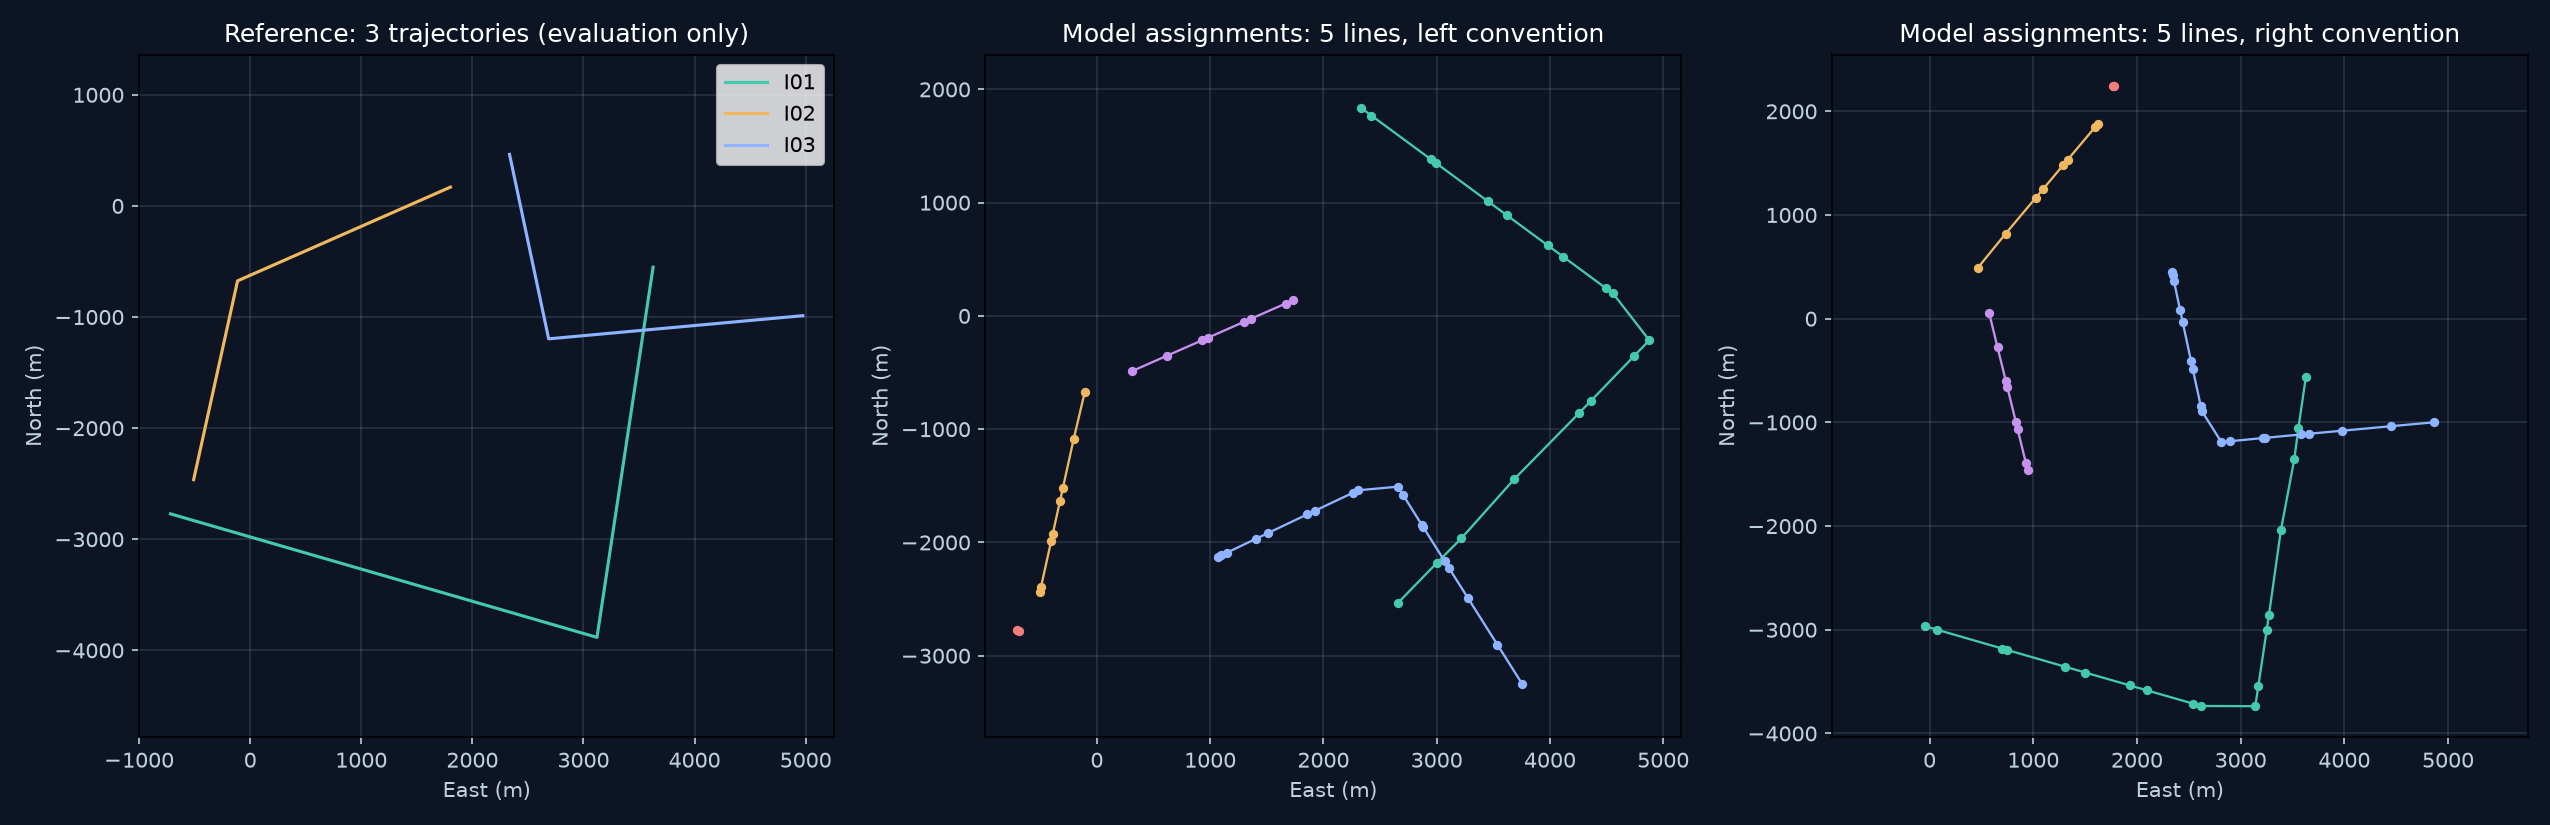 Reference: 3 trajectories (evaluation only)
I01
I02
I03
1000
0
−1000
−2000
−3000
−4000
North (m)
−1000 0 1000 2000 3000 4000 5000
East (m)
Model assignments: 5 lines, left convention
2000
1000
0
−1000
−2000
−3000
North (m)
0 1000 2000 3000 4000 5000
East (m)
Model assignments: 5 lines, right convention
2000
1000
0
−1000
−2000
−3000
−4000
North (m)
0 1000 2000 3000 4000 5000
East (m)